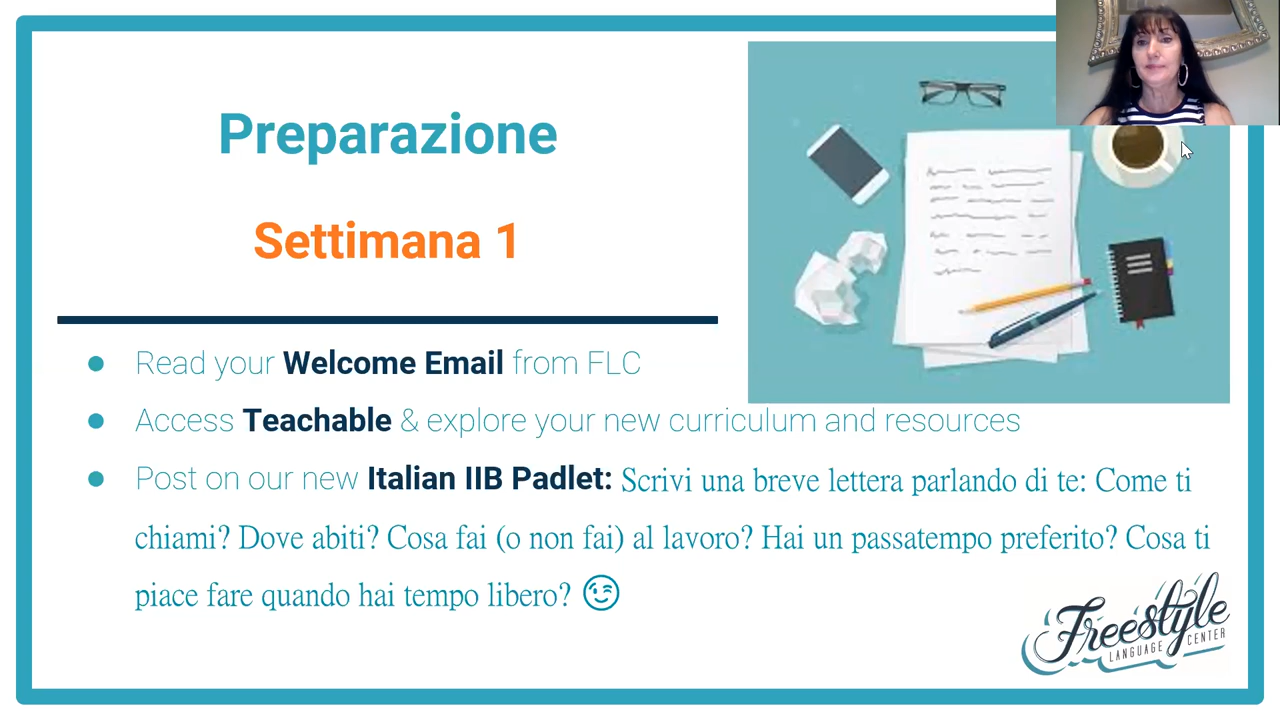 Preparazione
Settimana 1
● Read your Welcome Email from FLC
● Access Teachable & explore your new curriculum and resources
● Post on our new Italian IIB Padlet: Scrivi una breve lettera parlando di te: Come ti
chiami? Dove abiti? Cosa fai (o non fai) al lavoro? Hai un passatempo preferito? Cosa ti
piace fare quando hai tempo libero? 😉
Freestyle
LANGUAGE CENTER